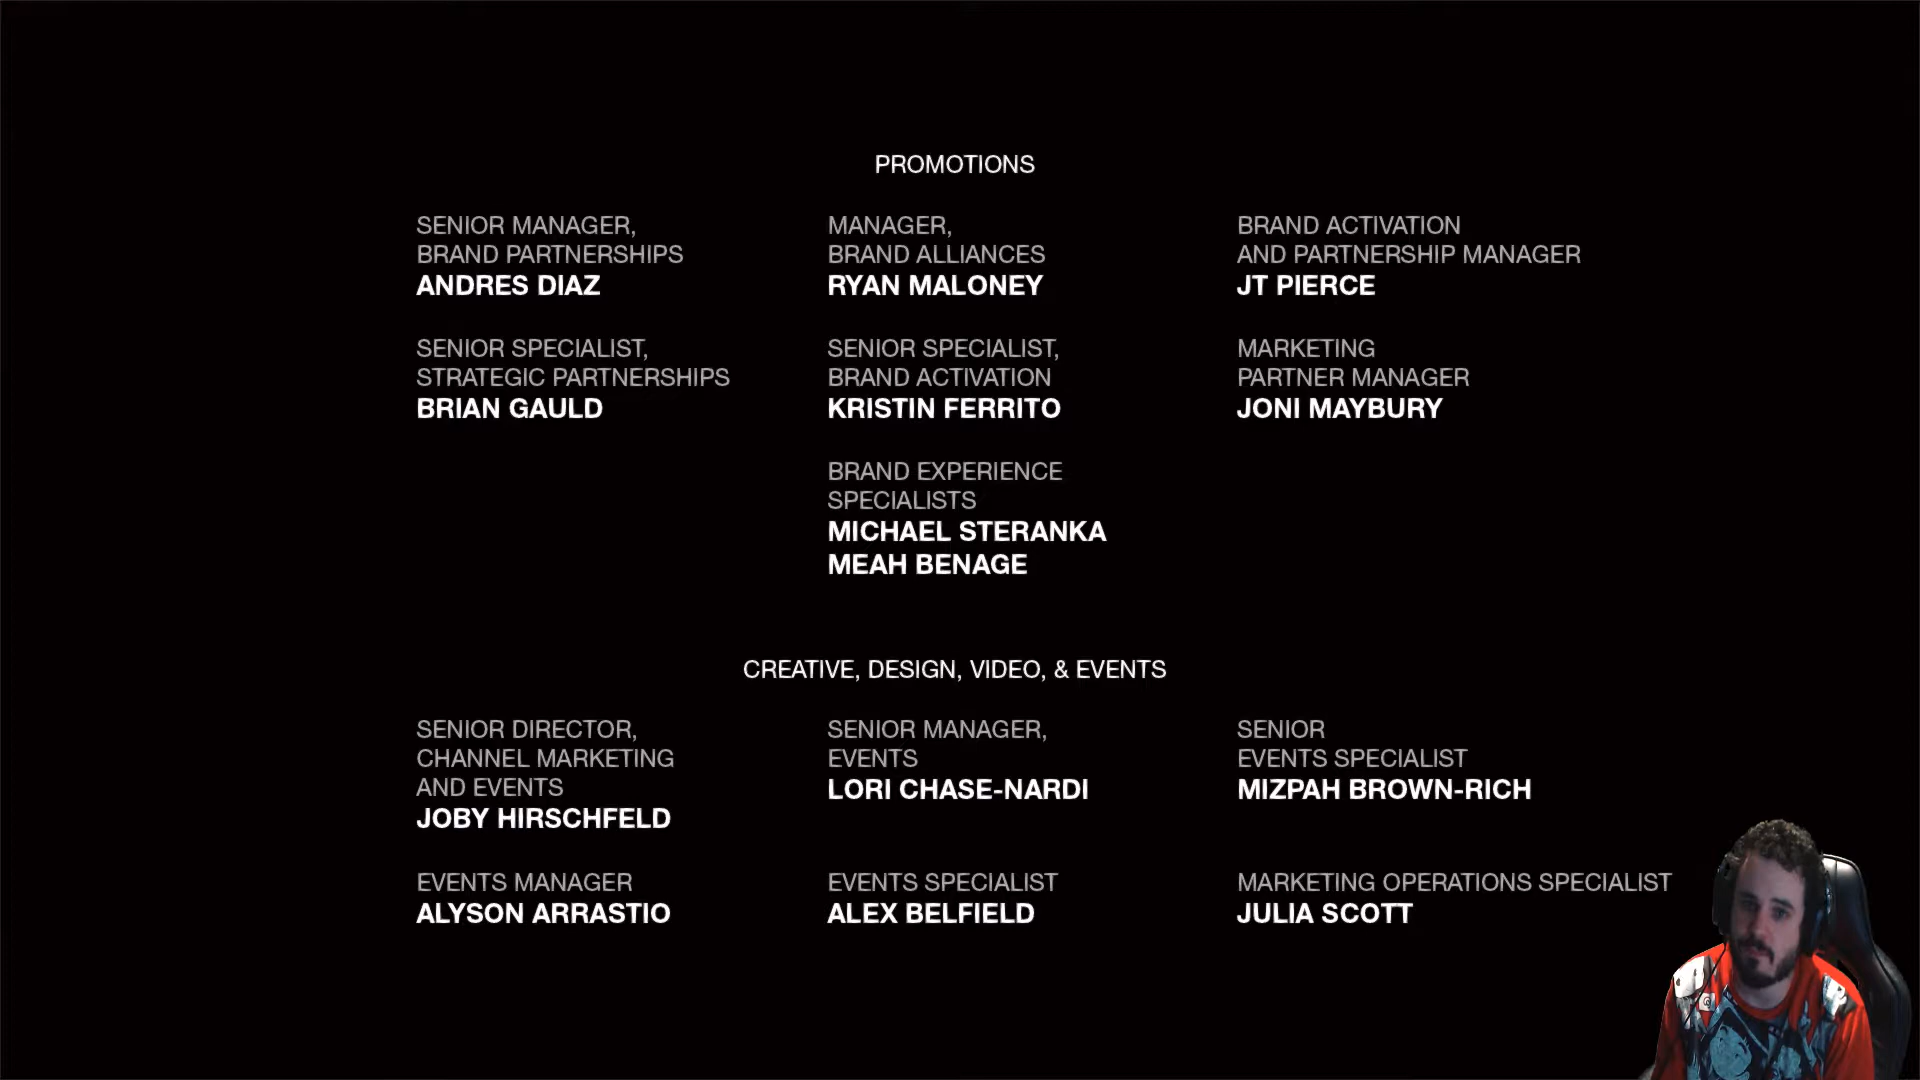 PROMOTIONS
SENIOR MANAGER,
BRAND PARTNERSHIPS
ANDRES DIAZ
MANAGER,
BRAND ALLIANCES
RYAN MALONEY
BRAND ACTIVATION
AND PARTNERSHIP MANAGER
JT PIERCE
SENIOR SPECIALIST,
STRATEGIC PARTNERSHIPS
BRIAN GAULD
SENIOR SPECIALIST,
BRAND ACTIVATION
KRISTIN FERRITO
MARKETING
PARTNER MANAGER
JONI MAYBURY
BRAND EXPERIENCE
SPECIALISTS
MICHAEL STERANKA
MEAH BENAGE
CREATIVE, DESIGN, VIDEO, & EVENTS
SENIOR DIRECTOR,
CHANNEL MARKETING
AND EVENTS
JOBY HIRSCHFELD
SENIOR MANAGER,
EVENTS
LORI CHASE-NARDI
SENIOR
EVENTS SPECIALIST
MIZPAH BROWN-RICH
EVENTS MANAGER
ALYSON ARRASTIO
EVENTS SPECIALIST
ALEX BELFIELD
MARKETING OPERATIONS SPECIALIST
JULIA SCOTT